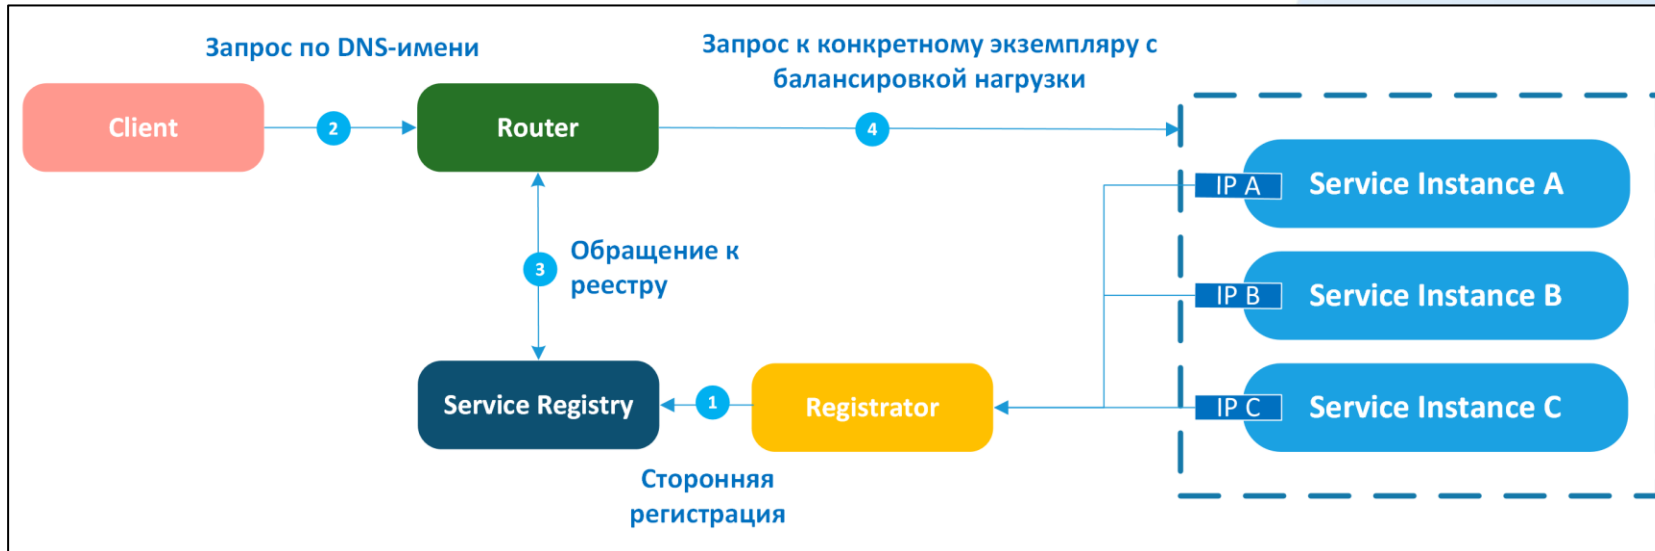 Запрос по DNS-имени
Запрос к конкретному экземпляру с
балансировкой нагрузки
Client
2
Router
4
IP A
Service Instance A
3
Обращение к
реестру
IP B
Service Instance B
Service Registry
1
Registrator
IP C
Service Instance C
Сторонняя
регистрация